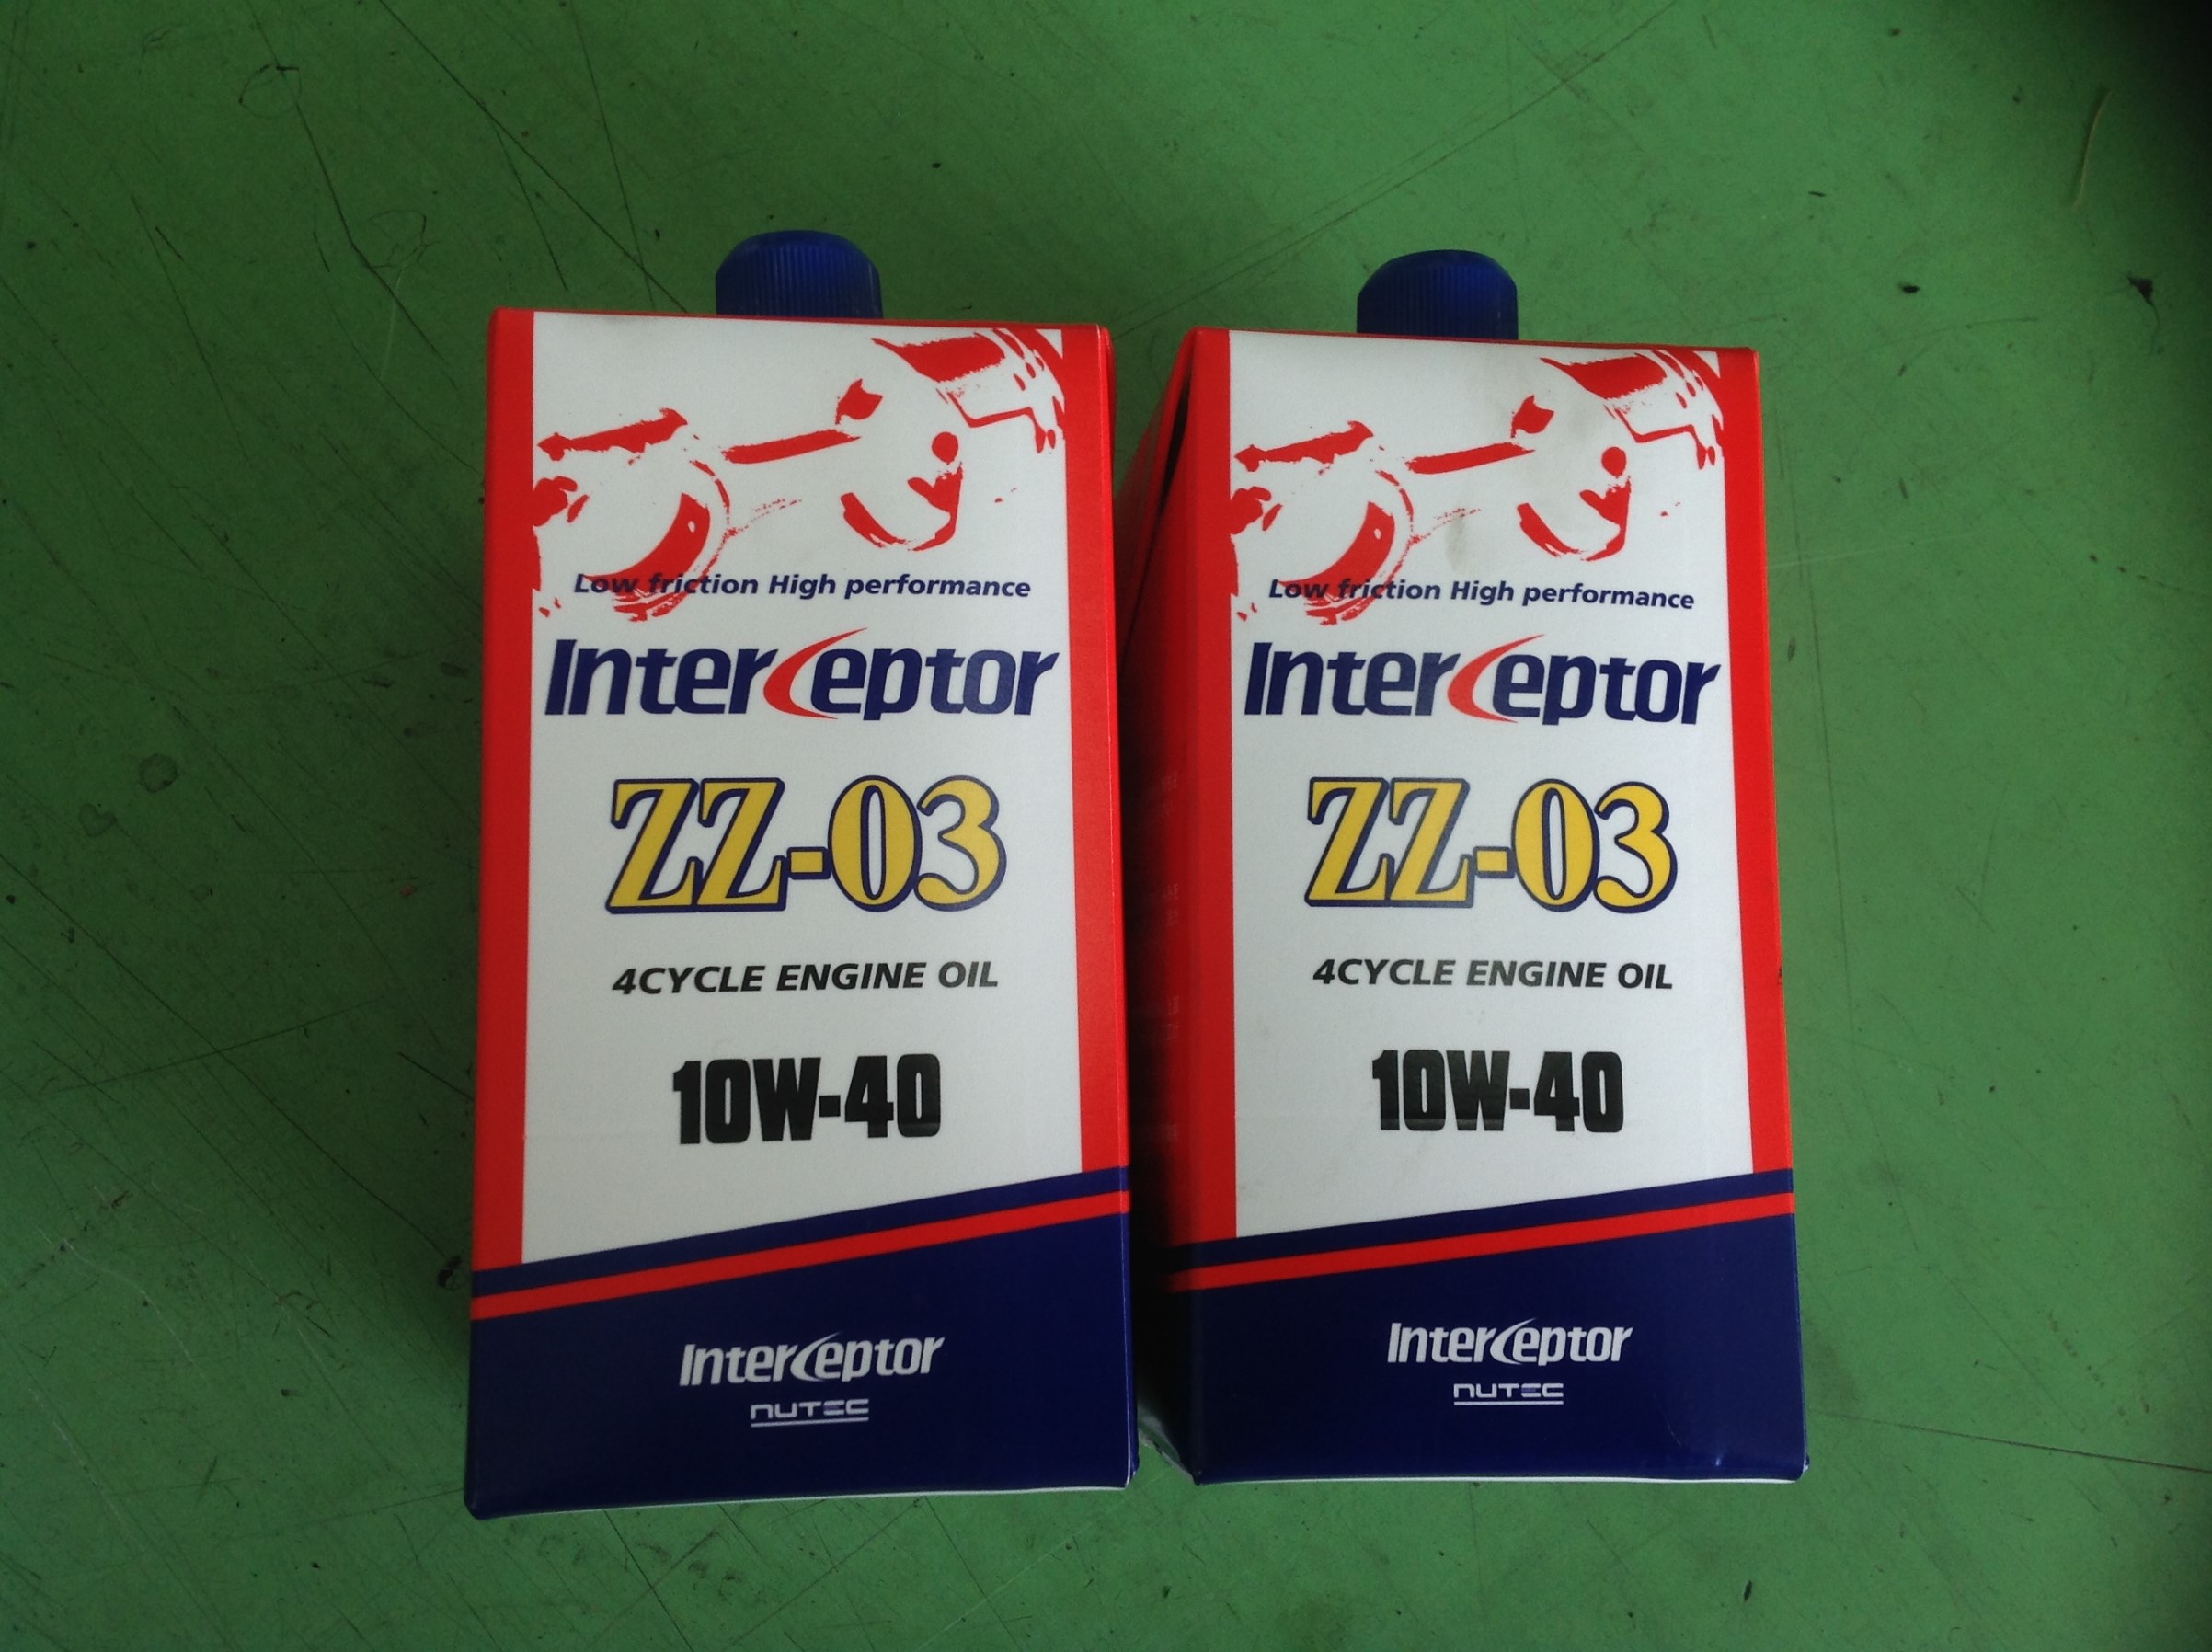 Low friction High performance
Interceptor
ZZ-03
4CYCLE ENGINE OIL
10W-40
Interceptor
NUTEC
Low friction High performance
Interceptor
ZZ-03
4CYCLE ENGINE OIL
10W-40
Interceptor
NUTEC